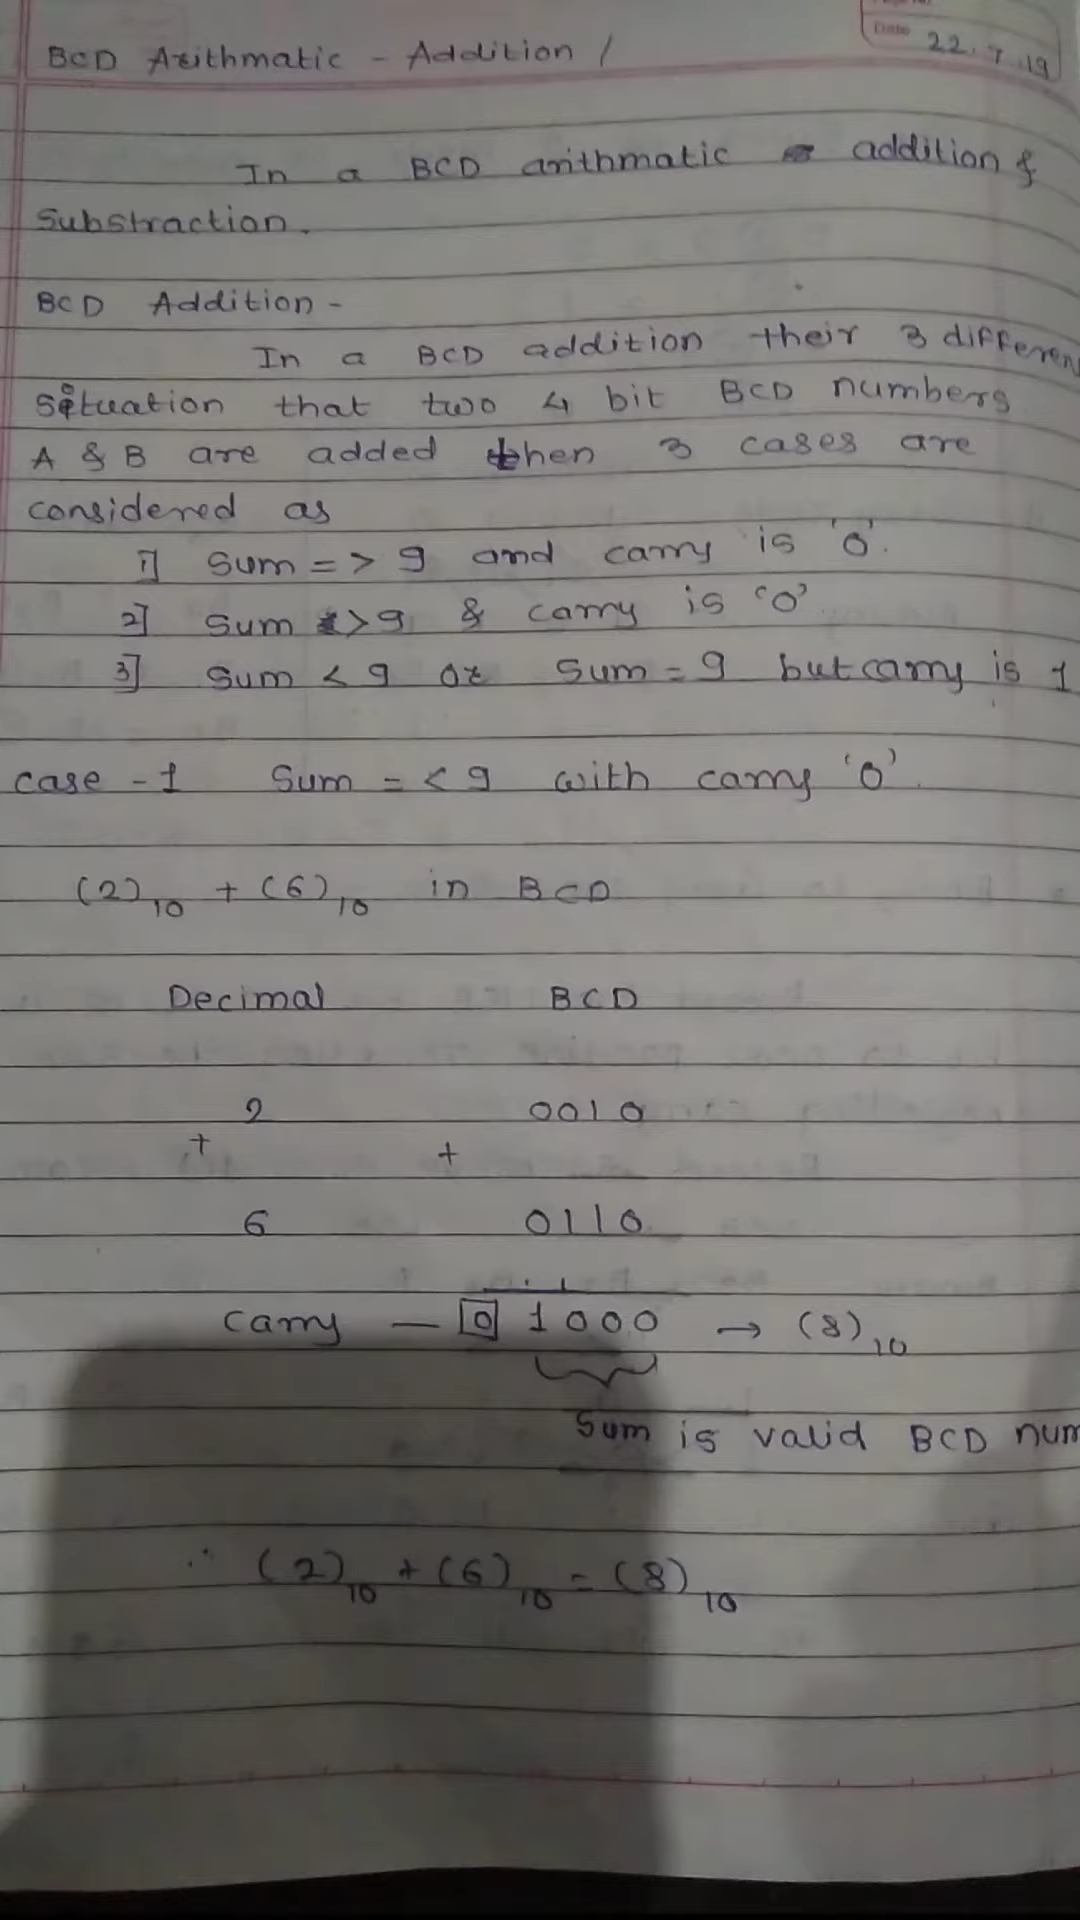 Date 22.7.19
BCD Arithmatic - Addition /
In a BCD arithmatic addition &
Substraction.
BCD Addition -
In a BCD addition their 3 differen
Situation that two 4 bit BCD numbers
A & B are added then 3 cases are
considered as
1] Sum = > 9 and carry is '0'.
2] Sum > 9 & carry is '0'
3] Sum < 9 or Sum = 9 but carry is 1
case - 1 Sum = < 9 with carry '0'.
(2)10 + (6)10 in BCD
Decimal BCD
2 0010
+ +
6 0110
carry — 0 1000 → (8)10
Sum is valid BCD num
∴ (2)10 + (6)10 = (8)10